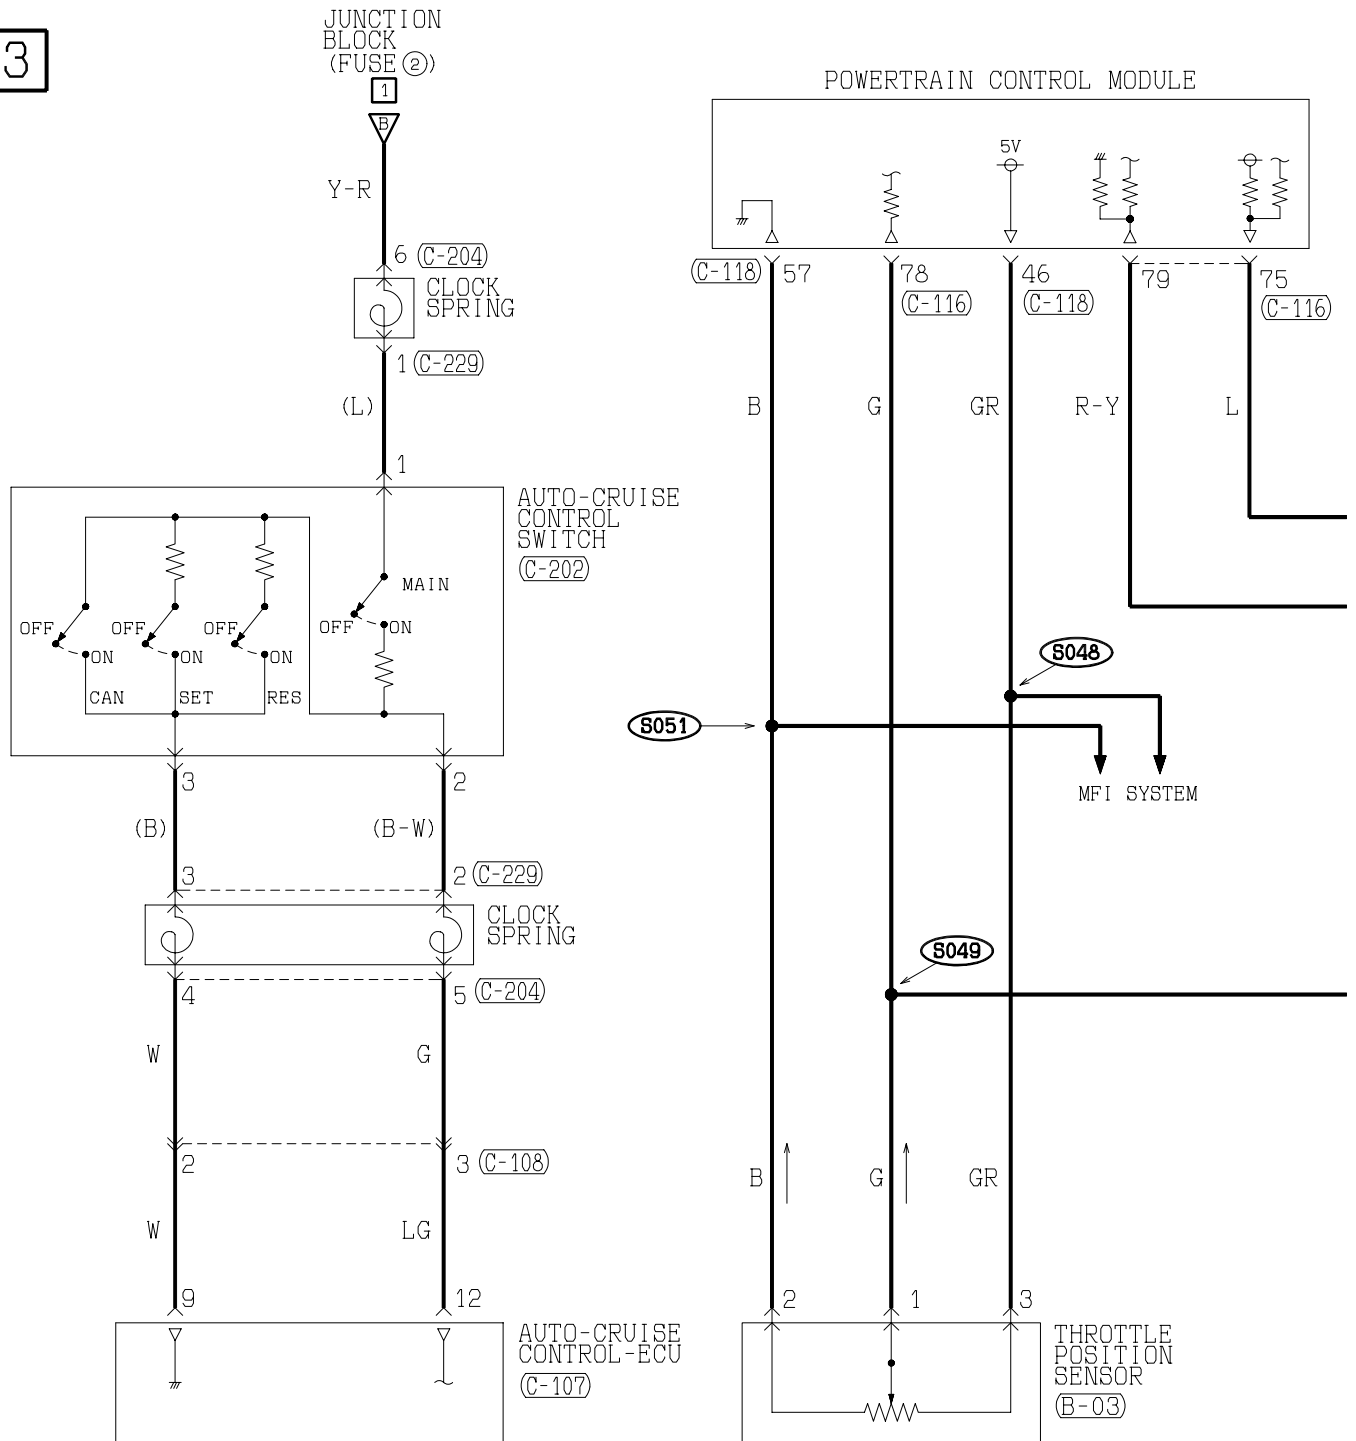 3
JUNCTION
BLOCK
(FUSE ②)
1
B
Y-R
6 (C-204)
CLOCK
SPRING
1 (C-229)
(L)
1
AUTO-CRUISE
CONTROL
SWITCH
(C-202)
MAIN
OFF
ON
OFF
ON
OFF
ON
OFF
ON
CAN
SET
RES
3
2
(B)
(B-W)
3
2 (C-229)
CLOCK
SPRING
4
5 (C-204)
W
G
2
3 (C-108)
W
LG
9
12
AUTO-CRUISE
CONTROL-ECU
(C-107)
POWERTRAIN CONTROL MODULE
5V
(C-118) 57
78
(C-116)
46
(C-118)
79
75
(C-116)
B
G
GR
R-Y
L
S048
S051
MFI SYSTEM
S049
B
G
GR
2
1
3
THROTTLE
POSITION
SENSOR
(B-03)